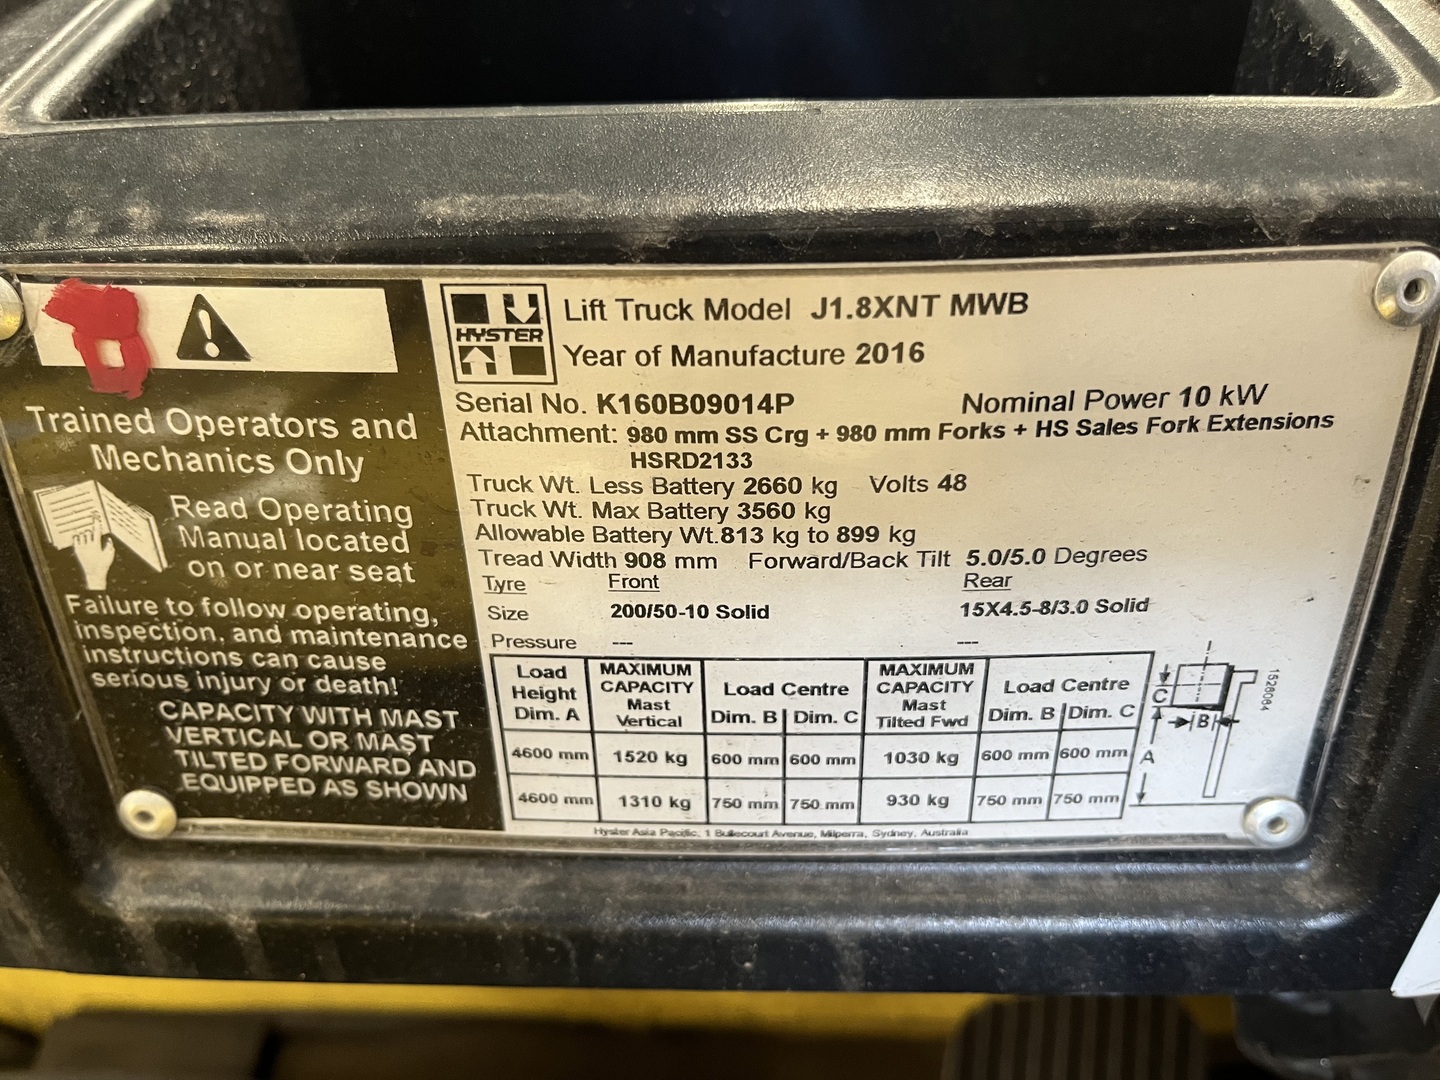 Trained Operators and
Mechanics Only
Read Operating
Manual located
on or near seat
Failure to follow operating,
inspection, and maintenance
instructions can cause
serious injury or death!
CAPACITY WITH MAST
VERTICAL OR MAST
TILTED FORWARD AND
EQUIPPED AS SHOWN
HYSTER
Lift Truck Model J1.8XNT MWB
Year of Manufacture 2016
Serial No. K160B09014P Nominal Power 10 kW
Attachment: 980 mm SS Crg + 980 mm Forks + HS Sales Fork Extensions
HSRD2133
Truck Wt. Less Battery 2660 kg Volts 48
Truck Wt. Max Battery 3560 kg
Allowable Battery Wt.813 kg to 899 kg
Tread Width 908 mm Forward/Back Tilt 5.0/5.0 Degrees
Tyre Front Rear
Size 200/50-10 Solid 15X4.5-8/3.0 Solid
Pressure --- ---
Load Height Dim. A MAXIMUM CAPACITY Mast Vertical Load Centre Dim. B Dim. C MAXIMUM CAPACITY Mast Tilted Fwd Load Centre Dim. B Dim. C
4600 mm 1520 kg 600 mm 600 mm 1030 kg 600 mm 600 mm
4600 mm 1310 kg 750 mm 750 mm 930 kg 750 mm 750 mm
C
B
A
1528084
Hyster Asia Pacific, 1 Bullecourt Avenue, Milperra, Sydney, Australia